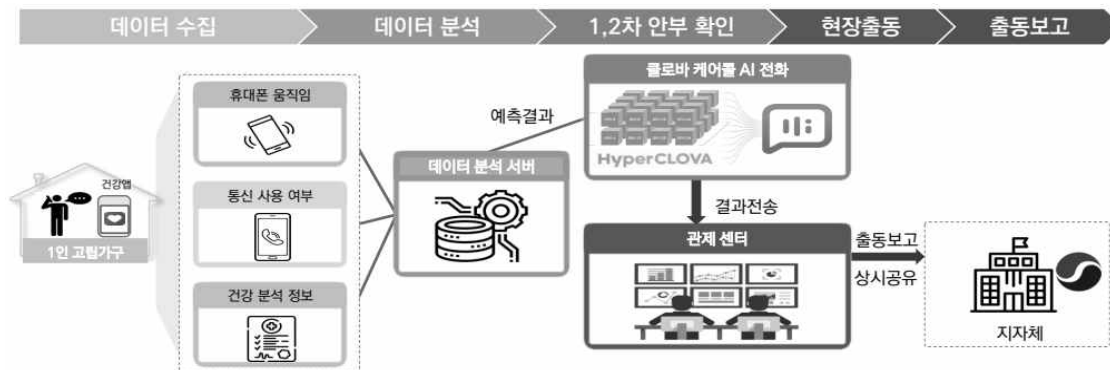 데이터 수집
데이터 분석
1,2차 안부 확인
현장출동
출동보고
휴대폰 움직임
통신 사용 여부
건강 분석 정보
건강앱
1인 고립가구
데이터 분석 서버
예측결과
클로바 케어콜 AI 전화
HyperCLOVA
결과전송
관제 센터
출동보고
상시공유
지자체